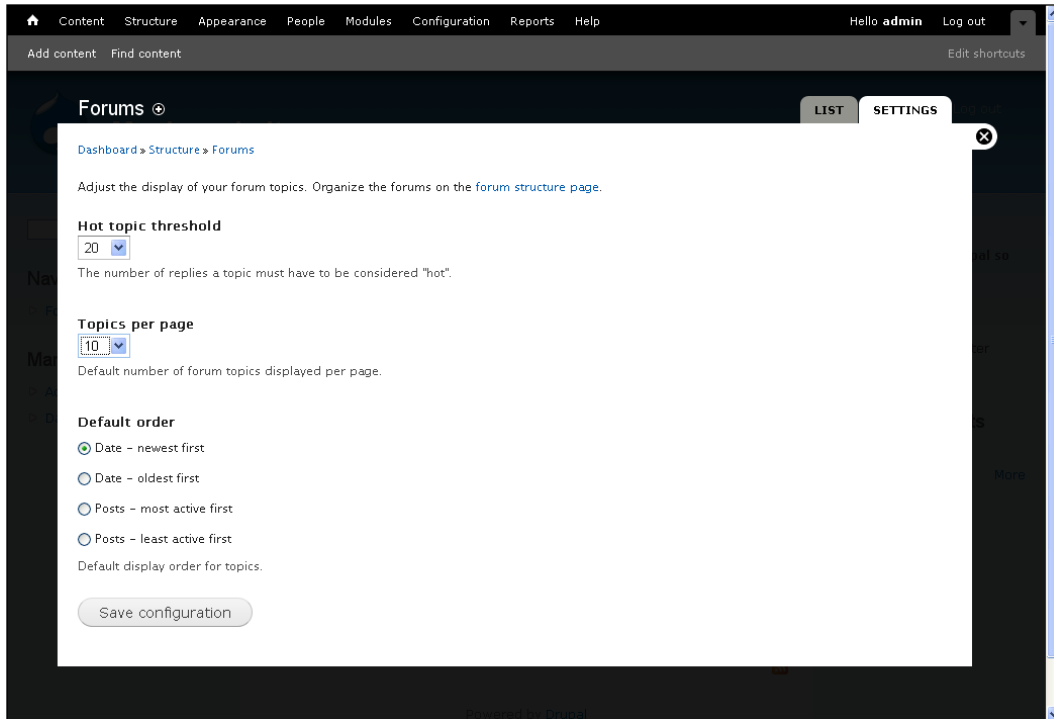 Content Structure Appearance People Modules Configuration Reports Help Hello admin Log out
Add content Find content Edit shortcuts
Forums
LIST SETTINGS
Dashboard » Structure » Forums
Adjust the display of your forum topics. Organize the forums on the forum structure page.
Hot topic threshold
20
The number of replies a topic must have to be considered "hot".
Topics per page
10
Default number of forum topics displayed per page.
Default order
Date – newest first
Date – oldest first
Posts – most active first
Posts – least active first
Default display order for topics.
Save configuration
More
Powered by Drupal